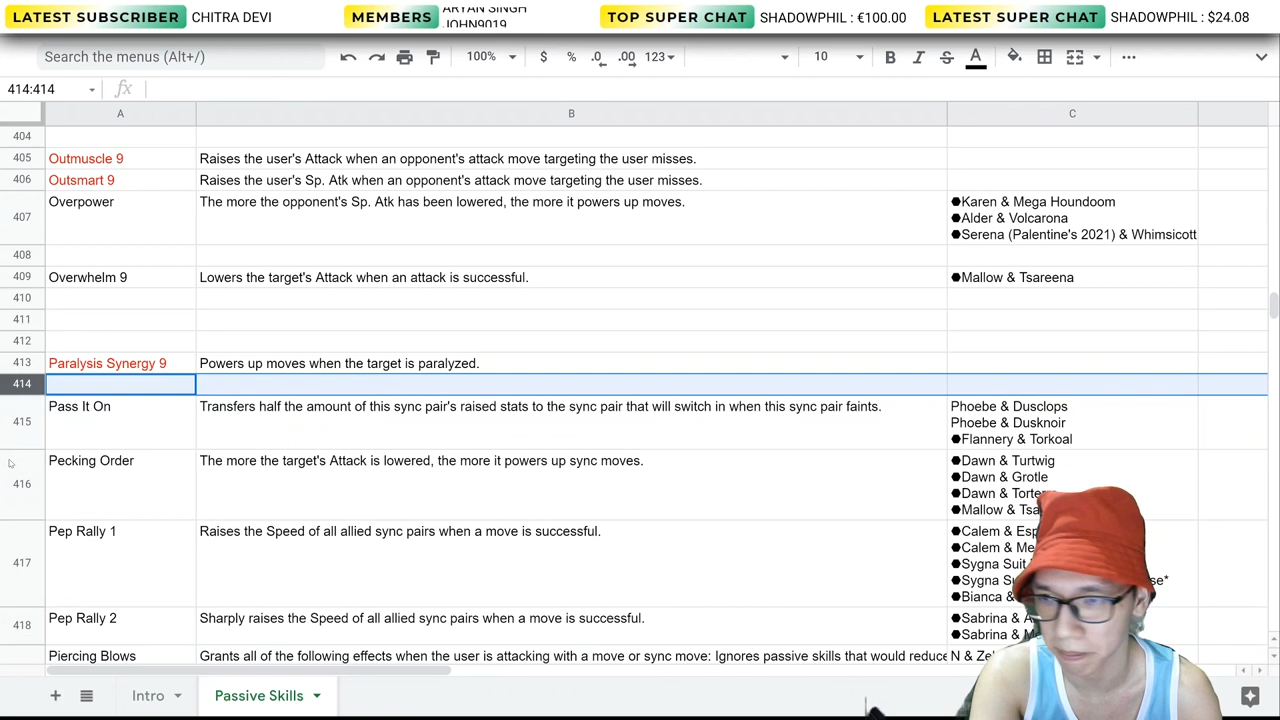 LATEST SUBSCRIBER CHITRA DEVI
MEMBERS ARYAN SINGH
JOHN9019
TOP SUPER CHAT SHADOWPHIL : €100.00
LATEST SUPER CHAT SHADOWPHIL : $24.08
Search the menus (Alt+/)
100% $ % .0 .00 123 10 B I S A
414:414 fx
A B C
404
405 Outmuscle 9 Raises the user's Attack when an opponent's attack move targeting the user misses.
406 Outsmart 9 Raises the user's Sp. Atk when an opponent's attack move targeting the user misses.
407 Overpower The more the opponent's Sp. Atk has been lowered, the more it powers up moves. ⬣Karen & Mega Houndoom
⬣Alder & Volcarona
⬣Serena (Palentine's 2021) & Whimsicott
408
409 Overwhelm 9 Lowers the target's Attack when an attack is successful. ⬣Mallow & Tsareena
410
411
412
413 Paralysis Synergy 9 Powers up moves when the target is paralyzed.
414
415 Pass It On Transfers half the amount of this sync pair's raised stats to the sync pair that will switch in when this sync pair faints. Phoebe & Dusclops
Phoebe & Dusknoir
⬣Flannery & Torkoal
416 Pecking Order The more the target's Attack is lowered, the more it powers up sync moves. ⬣Dawn & Turtwig
⬣Dawn & Grotle
⬣Dawn &
⬣Mallow &
417 Pep Rally 1 Raises the Speed of all allied sync pairs when a move is successful. ⬣Calem &
⬣Calem &
⬣Sygna Suit
⬣Sygna
⬣Bianca &
418 Pep Rally 2 Sharply raises the Speed of all allied sync pairs when a move is successful. ⬣Sabrina &
⬣Sabrina &
Piercing Blows Grants all of the following effects when the user is attacking with a move or sync move: Ignores passive skills that would reduce N &
Intro Passive Skills